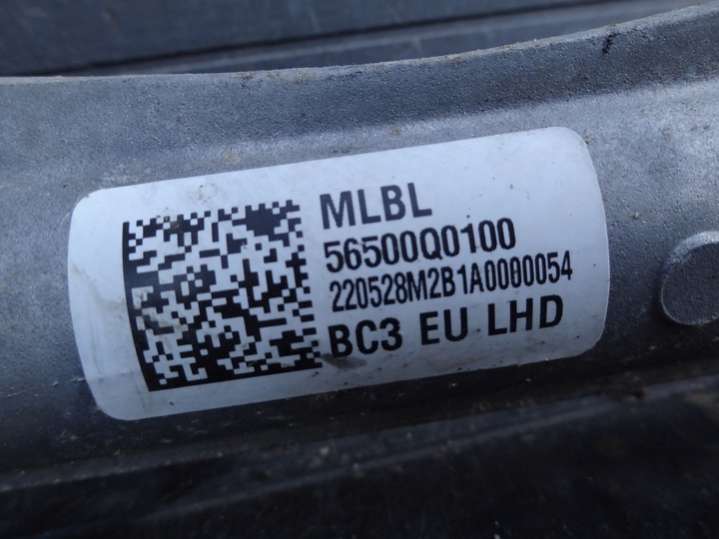 MLBL
56500Q0100
220528M2B1A0000054
BC3 EU LHD